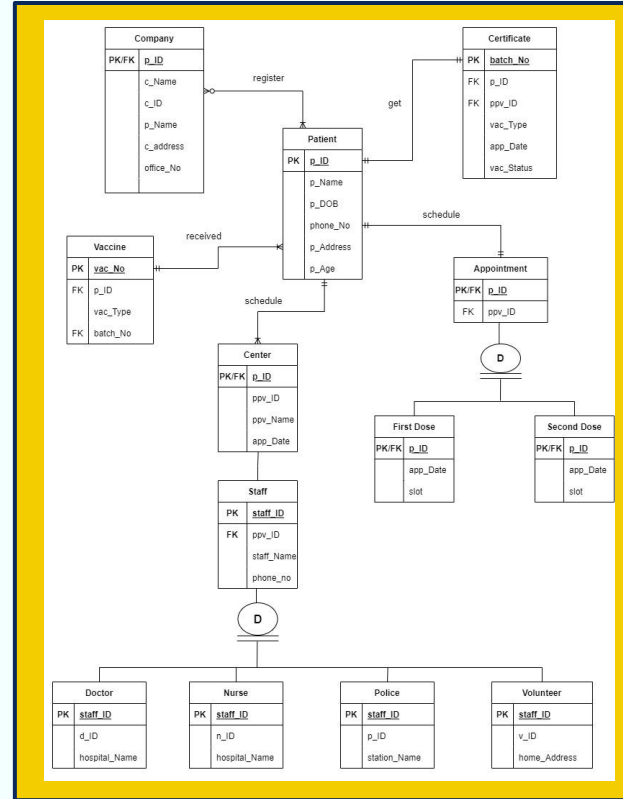 Company
PK/FK p_ID
c_Name
c_ID
p_Name
c_address
office_No
register
Certificate
PK batch_No
FK p_ID
FK ppv_ID
vac_Type
app_Date
vac_Status
get
Patient
PK p_ID
p_Name
p_DOB
phone_No
p_Address
p_Age
received
Vaccine
PK vac_No
FK p_ID
vac_Type
FK batch_No
schedule
Appointment
PK/FK p_ID
FK ppv_ID
D
First Dose
PK/FK p_ID
app_Date
slot
Second Dose
PK/FK p_ID
app_Date
slot
schedule
Center
PK/FK p_ID
ppv_ID
ppv_Name
app_Date
Staff
PK staff_ID
FK ppv_ID
staff_Name
phone_no
D
Doctor
PK staff_ID
d_ID
hospital_Name
Nurse
PK staff_ID
n_ID
hospital_Name
Police
PK staff_ID
p_ID
station_Name
Volunteer
PK staff_ID
v_ID
home_Address